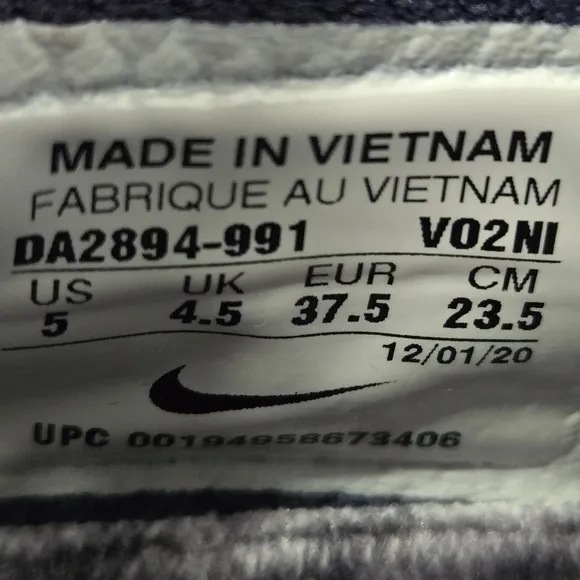 MADE IN VIETNAM
FABRIQUE AU VIETNAM
DA2894-991 VO2NI
US UK EUR CM
5 4.5 37.5 23.5
12/01/20
UPC 00194958673406